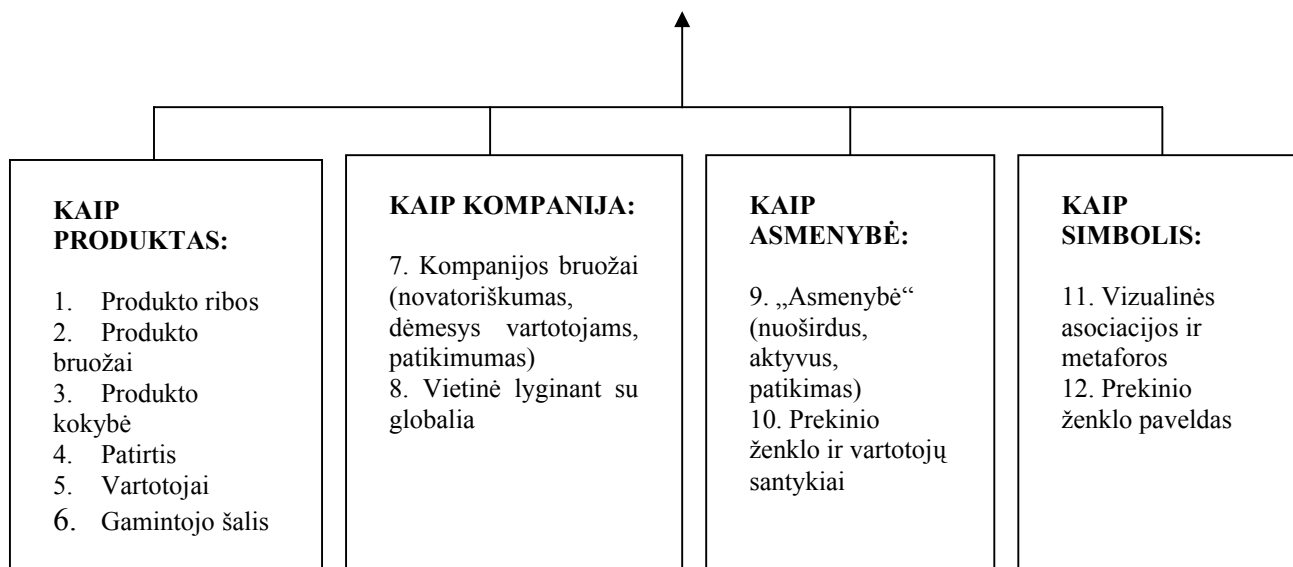 KAIP
PRODUKTAS:
1. Produkto ribos
2. Produkto
bruožai
3. Produkto
kokybė
4. Patirtis
5. Vartotojai
6. Gamintojo šalis
KAIP KOMPANIJA:
7. Kompanijos bruožai
(novatoriškumas,
dėmesys vartotojams,
patikimumas)
8. Vietinė lyginant su
globalia
KAIP
ASMENYBĖ:
9. „Asmenybė“
(nuoširdus,
aktyvus,
patikimas)
10. Prekinio
ženklo ir vartotojų
santykiai
KAIP
SIMBOLIS:
11. Vizualinės
asociacijos ir
metaforos
12. Prekinio
ženklo paveldas